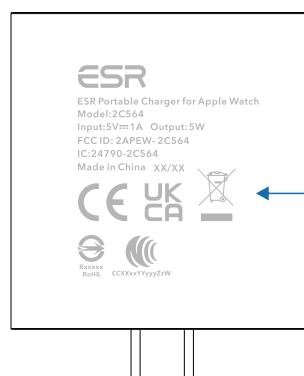 ESR
ESR Portable Charger for Apple Watch
Model:2C564
Input:5V⎓1A Output:5W
FCC ID: 2APEW- 2C564
IC:24790-2C564
Made in China XX/XX
CE UK
CA
Rxxxxx
RoHS CCXXxxYYyyyZzW